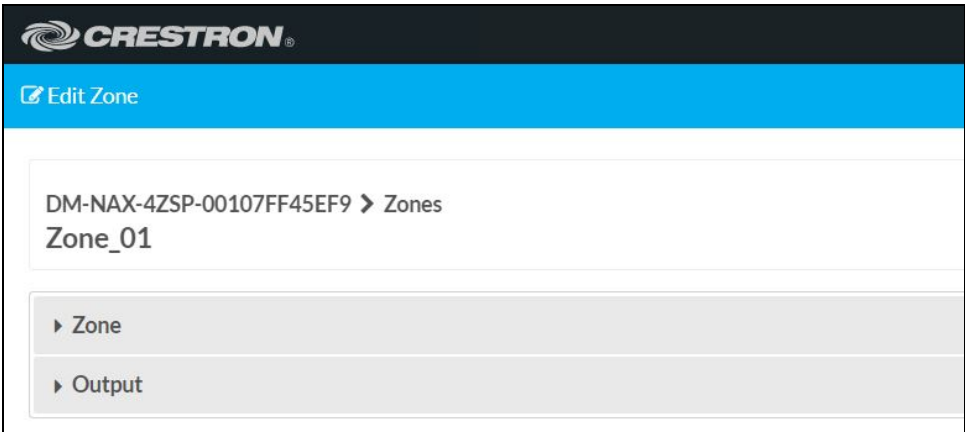 CRESTRON®
Edit Zone
DM-NAX-4ZSP-00107FF45EF9 > Zones
Zone_01
Zone
Output